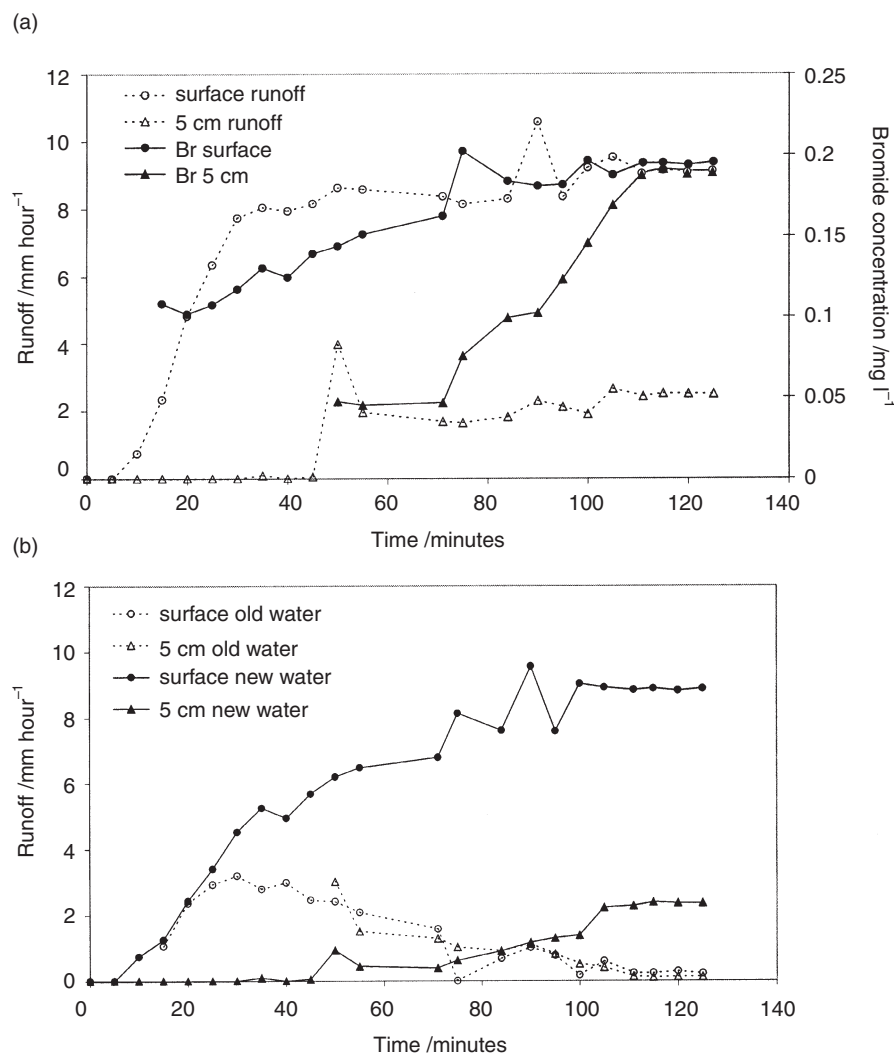 (a)
12
10
8
6
4
2
0
Runoff /mm hour⁻¹
surface runoff
5 cm runoff
Br surface
Br 5 cm
0.25
0.2
0.15
0.1
0.05
0
Bromide concentration /mg l⁻¹
0 20 40 60 80 100 120 140
Time /minutes
(b)
12
10
8
6
4
2
0
Runoff /mm hour⁻¹
surface old water
5 cm old water
surface new water
5 cm new water
0 20 40 60 80 100 120 140
Time /minutes